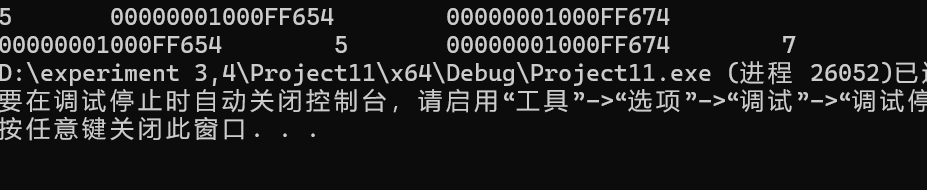 5 00000001000FF654 00000001000FF674
00000001000FF654 5 00000001000FF674 7
D:\experiment 3,4\Project11\x64\Debug\Project11.exe (进程 26052)已
要在调试停止时自动关闭控制台，请启用“工具”->“选项”->“调试”->“调试停
按任意键关闭此窗口. . .